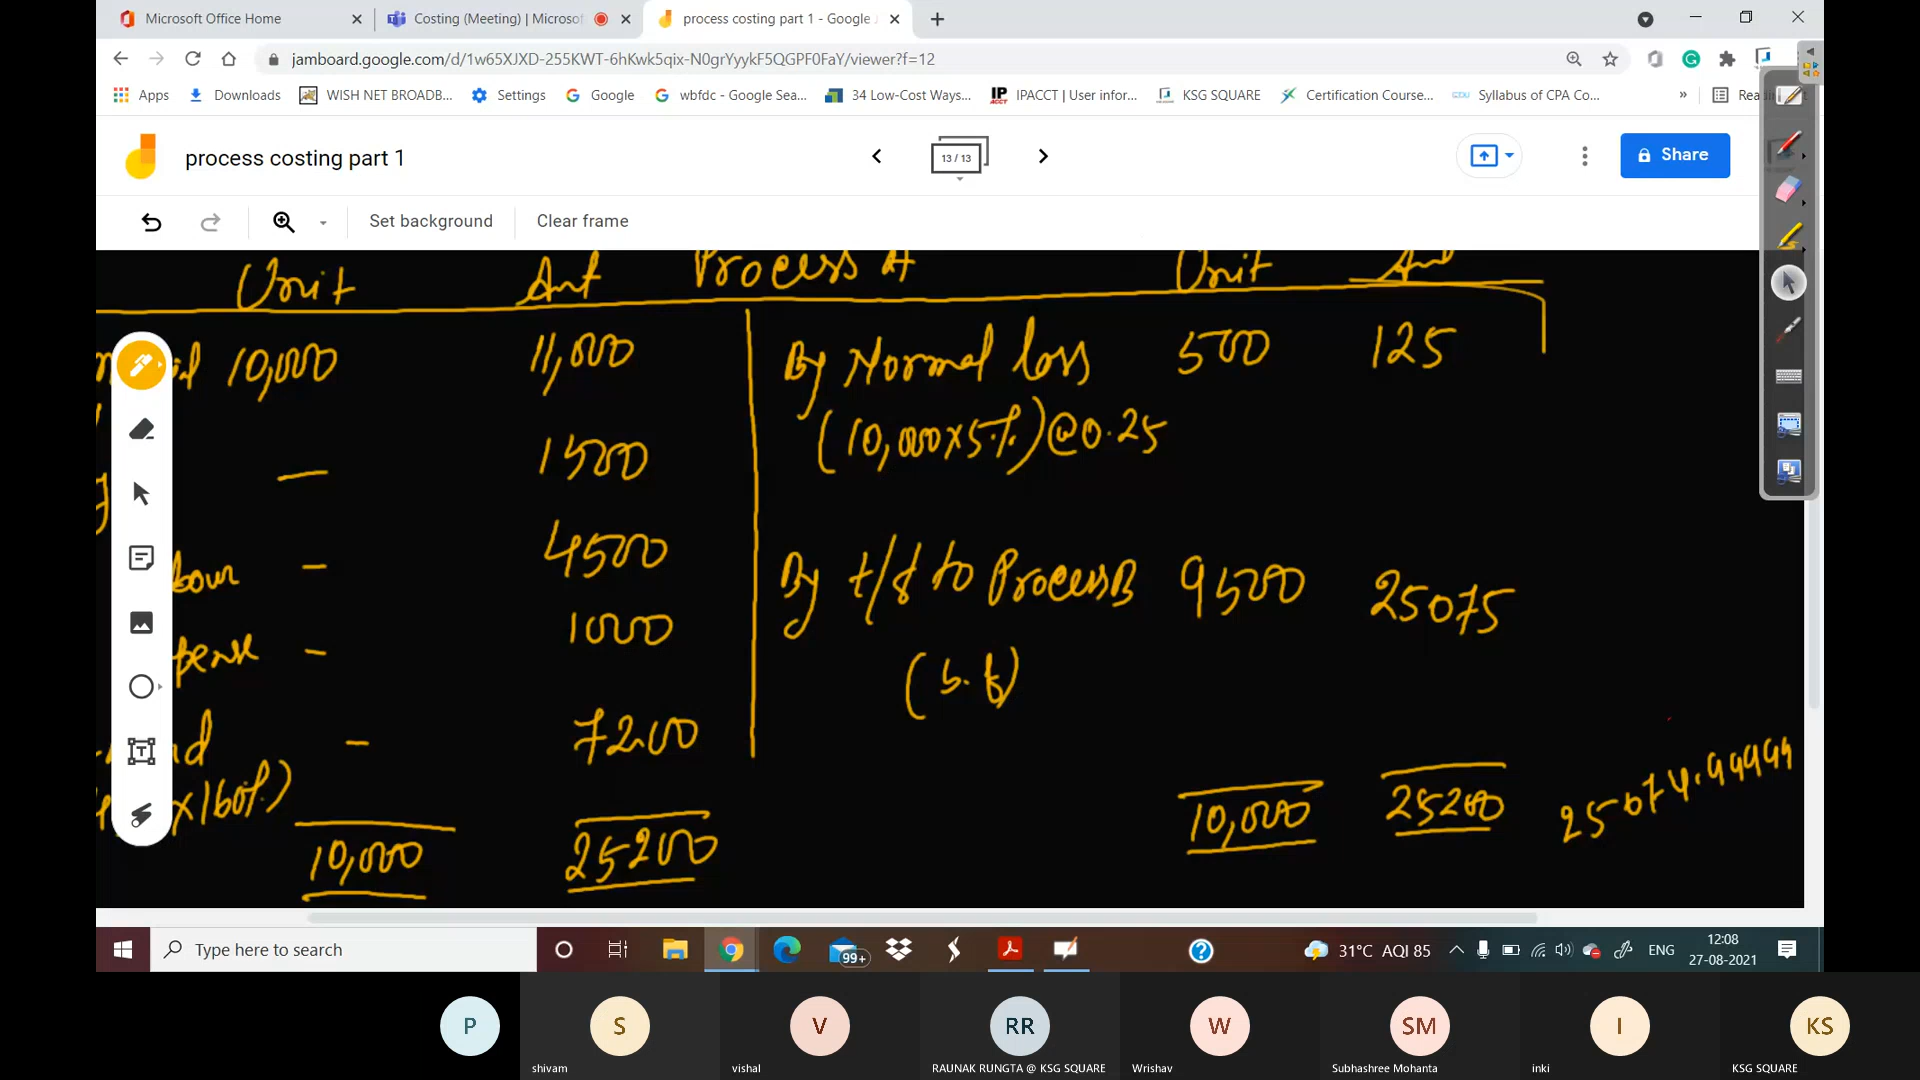 Microsoft Office Home
Costing (Meeting) | Microsof
process costing part 1 - Google J
jamboard.google.com/d/1w65XJXD-255KWT-6hKwk5qix-N0grYyykF5QGPF0FaY/viewer?f=12
Apps Downloads WISH NET BROADB... Settings Google wbfdc - Google Sea... 34 Low-Cost Ways... IPACCT | User infor... KSG SQUARE Certification Course... Syllabus of CPA Co... » Readi
process costing part 1
13 / 13
Share
Set background Clear frame
Unit Amt Process A Unit Amt
10,000 11,000 By Normal loss 500 125
(10,000x5%)@0.25
— 1500
bour - 4500 By t/f to Process B 9500 25075
pense - 1000
(b.f)
d - 7200
x160%)
10,000 25200 10,000 25200 25074.99999
Type here to search
99+
31°C AQI 85
ENG
12:08
27-08-2021
P S V RR W SM I KS
shivam vishal RAUNAK RUNGTA @ KSG SQUARE Wrishav Subhashree Mohanta inki KSG SQUARE